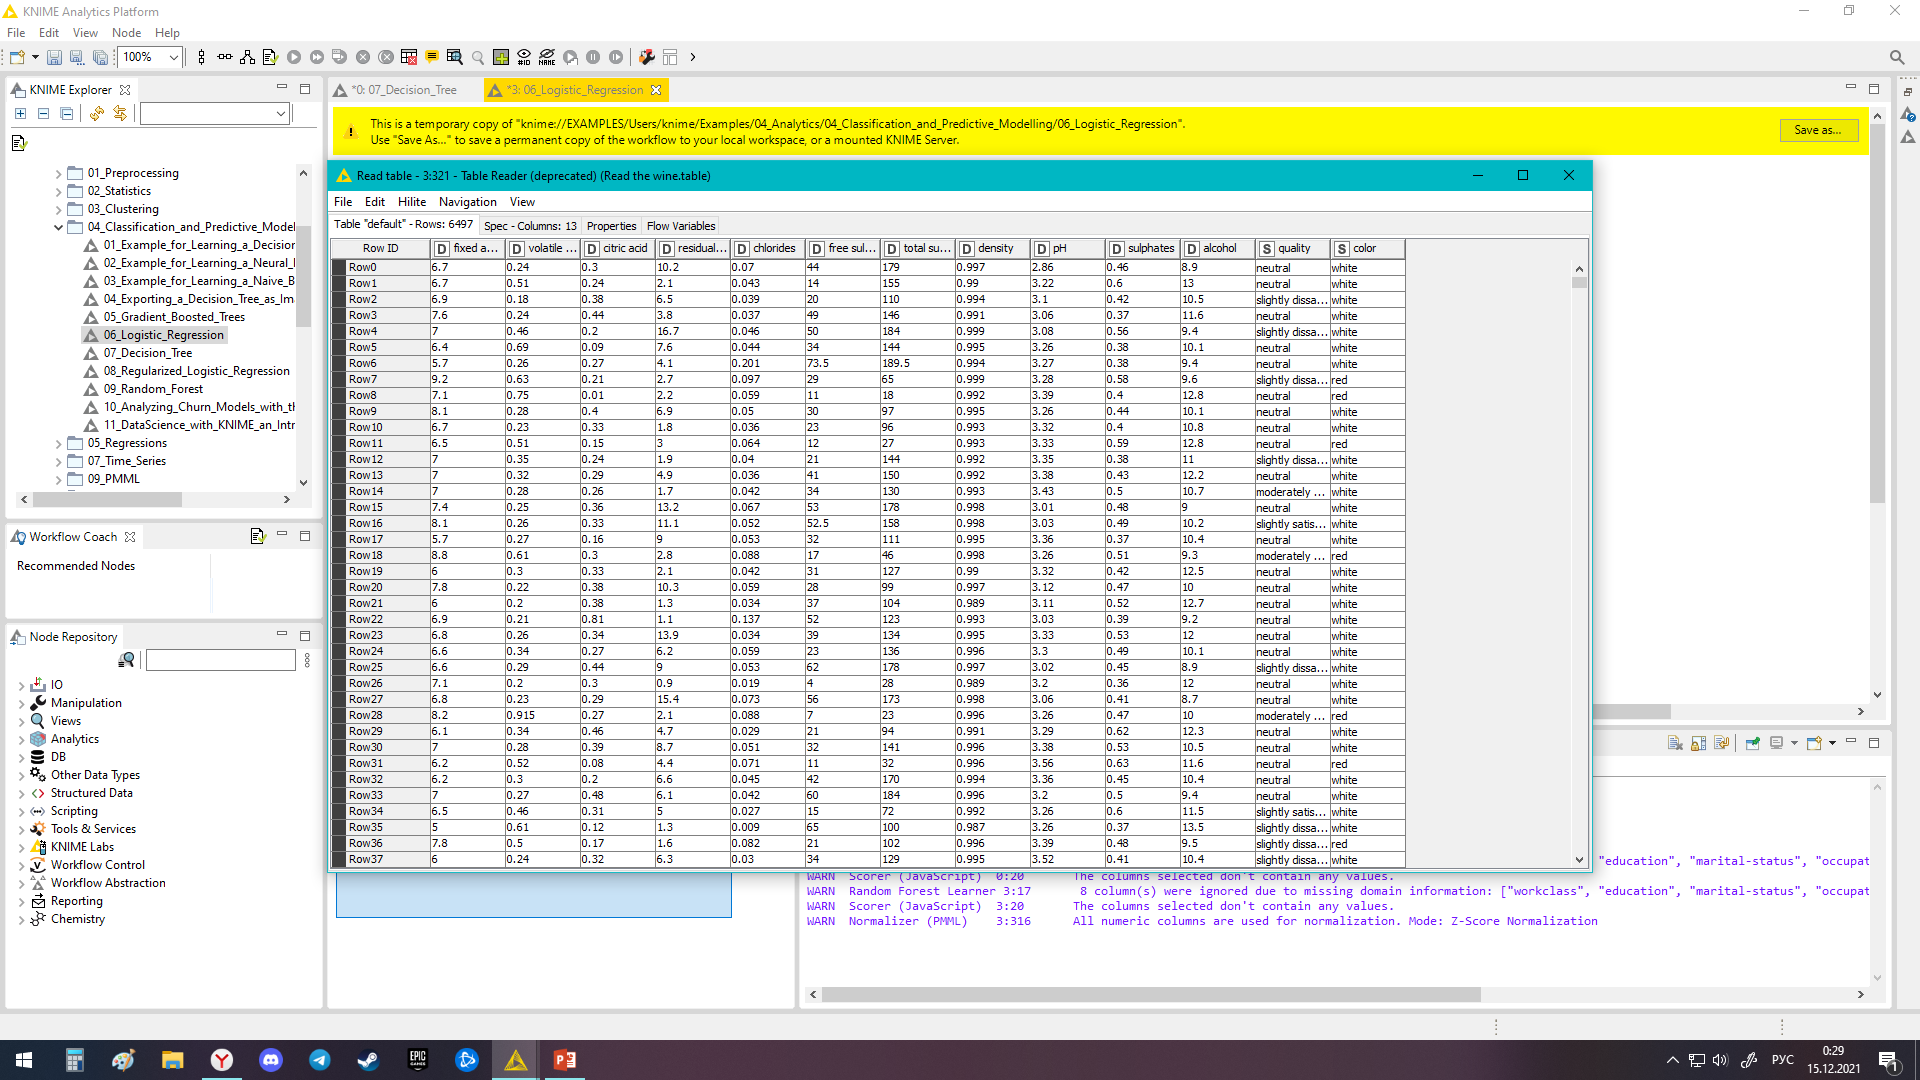 KNIME Analytics Platform
File Edit View Node Help
100%
KNIME Explorer
*0: 07_Decision_Tree
*3: 06_Logistic_Regression
This is a temporary copy of "knime://EXAMPLES/Users/knime/Examples/04_Analytics/04_Classification_and_Predictive_Modelling/06_Logistic_Regression".
Use "Save As..." to save a permanent copy of the workflow to your local workspace, or a mounted KNIME Server.
Save as...
01_Preprocessing
02_Statistics
03_Clustering
04_Classification_and_Predictive_Model
01_Example_for_Learning_a_Decision
02_Example_for_Learning_a_Neural_
03_Example_for_Learning_a_Naive_B
04_Exporting_a_Decision_Tree_as_Im
05_Gradient_Boosted_Trees
06_Logistic_Regression
07_Decision_Tree
08_Regularized_Logistic_Regression
09_Random_Forest
10_Analyzing_Churn_Models_with_th
11_DataScience_with_KNIME_an_Intr
05_Regressions
07_Time_Series
09_PMML
Workflow Coach
Recommended Nodes
Node Repository
IO
Manipulation
Views
Analytics
DB
Other Data Types
Structured Data
Scripting
Tools & Services
KNIME Labs
Workflow Control
Workflow Abstraction
Reporting
Chemistry
Read table - 3:321 - Table Reader (deprecated) (Read the wine.table)
File Edit Hilite Navigation View
Table "default" - Rows: 6497 Spec - Columns: 13 Properties Flow Variables
Row ID D fixed a... D volatile ... D citric acid D residual... D chlorides D free sul... D total su... D density D pH D sulphates D alcohol S quality S color
Row0 6.7 0.24 0.3 10.2 0.07 44 179 0.997 2.86 0.46 8.9 neutral white
Row1 6.7 0.51 0.24 2.1 0.043 14 155 0.99 3.22 0.6 13 neutral white
Row2 6.9 0.18 0.38 6.5 0.039 20 110 0.994 3.1 0.42 10.5 slightly dissa... white
Row3 7.6 0.24 0.44 3.8 0.037 49 146 0.991 3.06 0.37 11.6 neutral white
Row4 7 0.46 0.2 16.7 0.046 50 184 0.999 3.08 0.56 9.4 slightly dissa... white
Row5 6.4 0.69 0.09 7.6 0.044 34 144 0.995 3.26 0.38 10.1 neutral white
Row6 5.7 0.26 0.27 4.1 0.201 73.5 189.5 0.994 3.27 0.38 9.4 neutral white
Row7 9.2 0.63 0.21 2.7 0.097 29 65 0.999 3.28 0.58 9.6 slightly dissa... red
Row8 7.1 0.75 0.01 2.2 0.059 11 18 0.992 3.39 0.4 12.8 neutral red
Row9 8.1 0.28 0.4 6.9 0.05 30 97 0.995 3.26 0.44 10.1 neutral white
Row10 6.7 0.23 0.33 1.8 0.036 23 96 0.993 3.32 0.4 10.8 neutral white
Row11 6.5 0.51 0.15 3 0.064 12 27 0.993 3.33 0.59 12.8 neutral red
Row12 7 0.35 0.24 1.9 0.04 21 144 0.992 3.35 0.38 11 slightly dissa... white
Row13 7 0.32 0.29 4.9 0.036 41 150 0.992 3.38 0.43 12.2 neutral white
Row14 7 0.28 0.26 1.7 0.042 34 130 0.993 3.43 0.5 10.7 moderately ... white
Row15 7.4 0.25 0.36 13.2 0.067 53 178 0.998 3.01 0.48 9 neutral white
Row16 8.1 0.26 0.33 11.1 0.052 52.5 158 0.998 3.03 0.49 10.2 slightly satis... white
Row17 5.7 0.27 0.16 9 0.053 32 111 0.995 3.36 0.37 10.4 neutral white
Row18 8.8 0.61 0.3 2.8 0.088 17 46 0.998 3.26 0.51 9.3 moderately ... red
Row19 6 0.3 0.33 2.1 0.042 31 127 0.99 3.32 0.42 12.5 neutral white
Row20 7.8 0.22 0.38 10.3 0.059 28 99 0.997 3.12 0.47 10 neutral white
Row21 6 0.2 0.38 1.3 0.034 37 104 0.989 3.11 0.52 12.7 neutral white
Row22 6.9 0.21 0.81 1.1 0.137 52 123 0.993 3.03 0.39 9.2 neutral white
Row23 6.8 0.26 0.34 13.9 0.034 39 134 0.995 3.33 0.53 12 neutral white
Row24 6.6 0.34 0.27 6.2 0.059 23 136 0.996 3.3 0.49 10.1 neutral white
Row25 6.6 0.29 0.44 9 0.053 62 178 0.997 3.02 0.45 8.9 slightly dissa... white
Row26 7.1 0.2 0.3 0.9 0.019 4 28 0.989 3.2 0.36 12 neutral white
Row27 6.8 0.23 0.29 15.4 0.073 56 173 0.998 3.06 0.41 8.7 neutral white
Row28 8.2 0.915 0.27 2.1 0.088 7 23 0.996 3.26 0.47 10 moderately ... red
Row29 6.1 0.34 0.46 4.7 0.029 21 94 0.991 3.29 0.62 12.3 neutral white
Row30 7 0.28 0.39 8.7 0.051 32 141 0.996 3.38 0.53 10.5 neutral white
Row31 6.2 0.52 0.08 4.4 0.071 11 32 0.996 3.56 0.63 11.6 neutral red
Row32 6.2 0.3 0.2 6.6 0.045 42 170 0.994 3.36 0.45 10.4 neutral white
Row33 7 0.27 0.48 6.1 0.042 60 184 0.996 3.2 0.5 9.4 neutral white
Row34 6.5 0.46 0.31 5 0.027 15 72 0.992 3.26 0.6 11.5 slightly satis... white
Row35 5 0.61 0.12 1.3 0.009 65 100 0.987 3.26 0.37 13.5 slightly dissa... white
Row36 7.8 0.5 0.17 1.6 0.082 21 102 0.996 3.39 0.48 9.5 slightly dissa... red
Row37 6 0.24 0.32 6.3 0.03 34 129 0.995 3.52 0.41 10.4 slightly dissa... white
"education", "marital-status", "occupat
WARN Scorer (JavaScript) 0:20 The columns selected don't contain any values.
WARN Random Forest Learner 3:17 8 column(s) were ignored due to missing domain information: ["workclass", "education", "marital-status", "occupat
WARN Scorer (JavaScript) 3:20 The columns selected don't contain any values.
WARN Normalizer (PMML) 3:316 All numeric columns are used for normalization. Mode: Z-Score Normalization
РУС
0:29
15.12.2021
1